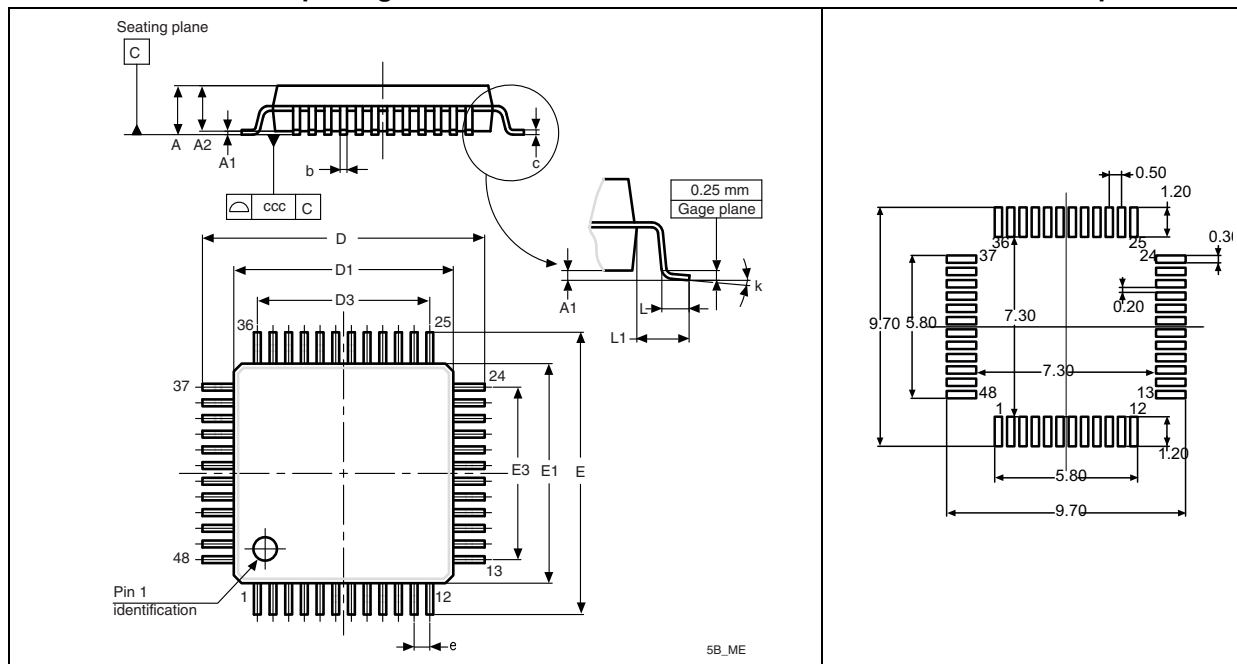 Seating plane
C
A
A2
A1
b
c
ccc
C
0.25 mm
Gage plane
D
D1
D3
A1
L
L1
k
36
25
37
24
E3
E1
E
48
13
Pin 1
identification
1
12
e
5B_ME
0.50
1.20
36
25
37
24
0.30
0.20
9.70
5.80
7.30
7.30
48
13
1
12
1.20
5.80
9.70